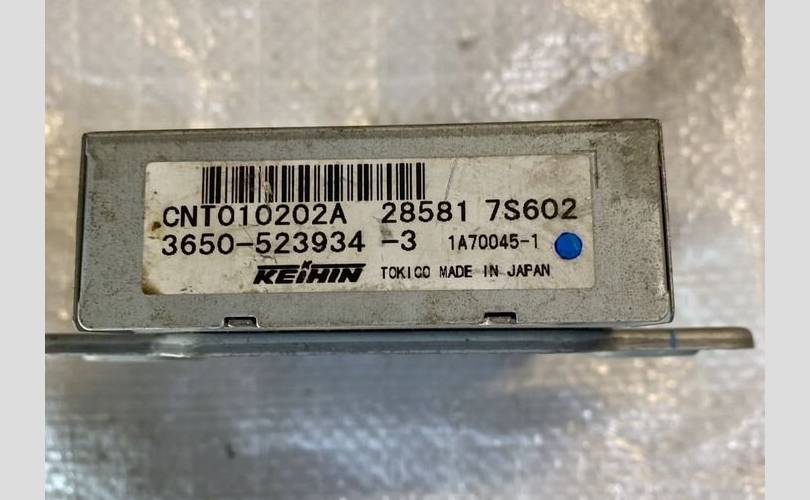 CNT010202A 28581 7S602
3650-523934 -3 1A70045-1
KEIHIN TOKICO MADE IN JAPAN